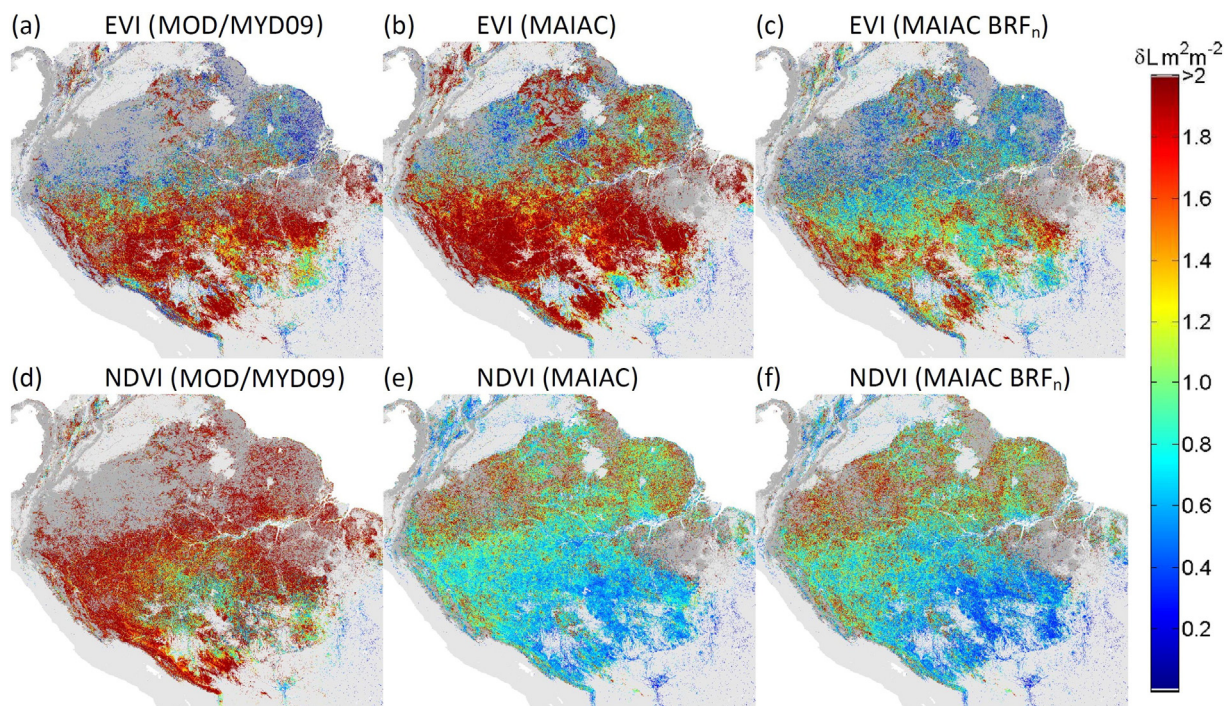 (a) EVI (MOD/MYD09)
(b) EVI (MAIAC)
(c) EVI (MAIAC BRFn)
δL m²m⁻²
>2
1.8
1.6
1.4
1.2
1.0
0.8
0.6
0.4
0.2
(d) NDVI (MOD/MYD09)
(e) NDVI (MAIAC)
(f) NDVI (MAIAC BRFn)